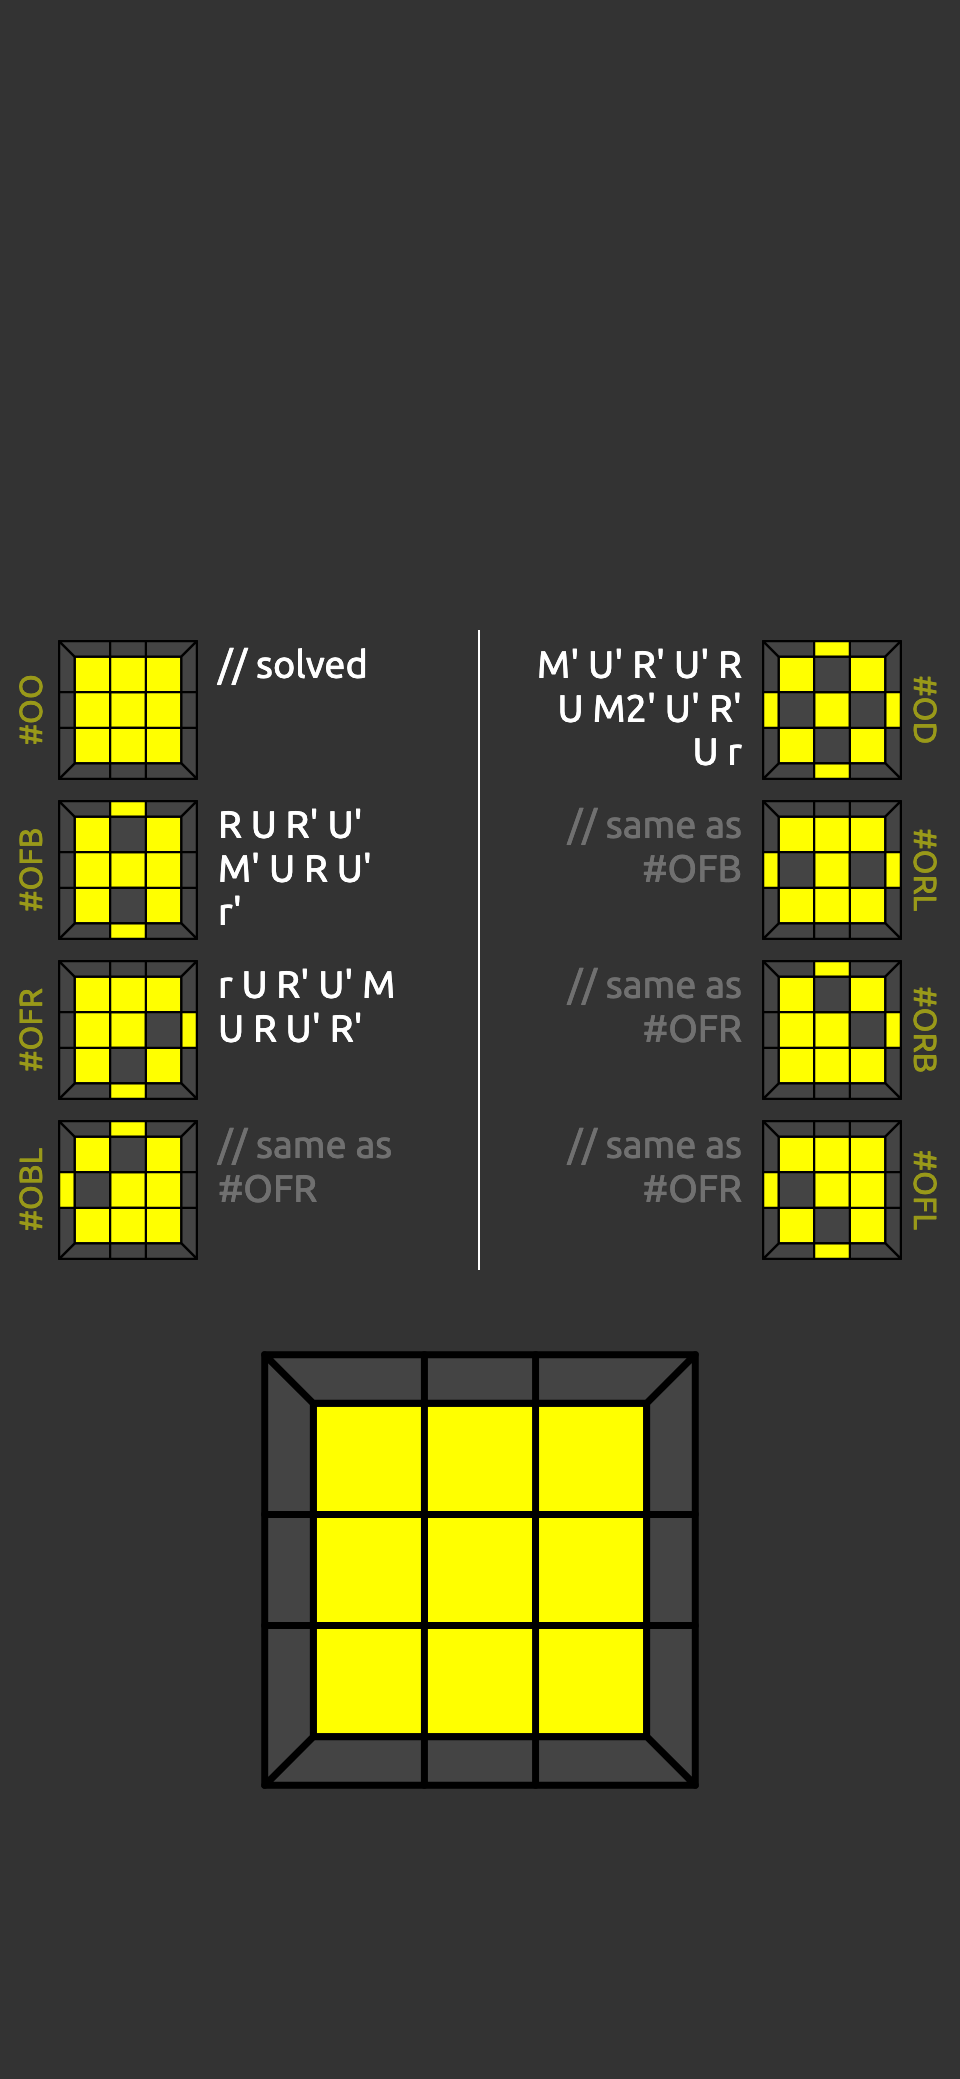 #OO
// solved
#OFB
R U R' U'
M' U R U'
r'
#OFR
r U R' U' M
U R U' R'
#OBL
// same as
#OFR
M' U' R' U' R
U M2' U' R'
U r
#OD
// same as
#OFB
#ORL
// same as
#OFR
#ORB
// same as
#OFR
#OFL